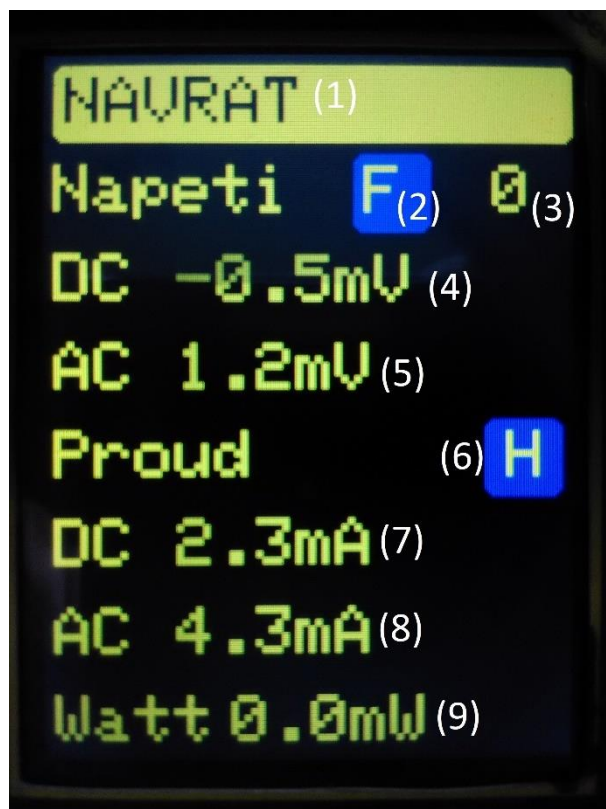 NAVRAT (1)
Napeti F (2) 0 (3)
DC -0.5mV (4)
AC 1.2mV (5)
Proud (6) H
DC 2.3mA (7)
AC 4.3mA (8)
Watt 0.0mW (9)